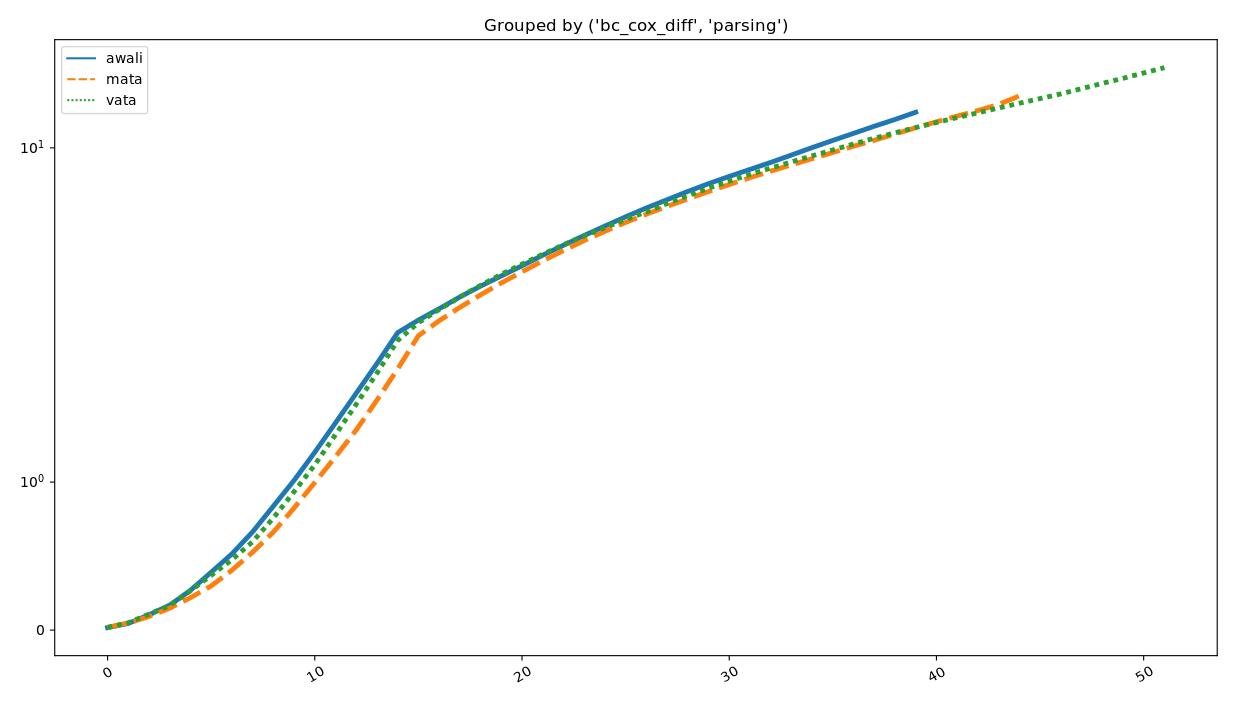 Grouped by ('bc_cox_diff', 'parsing')
awali
mata
vata
10¹
10⁰
0
0
10
20
30
40
50